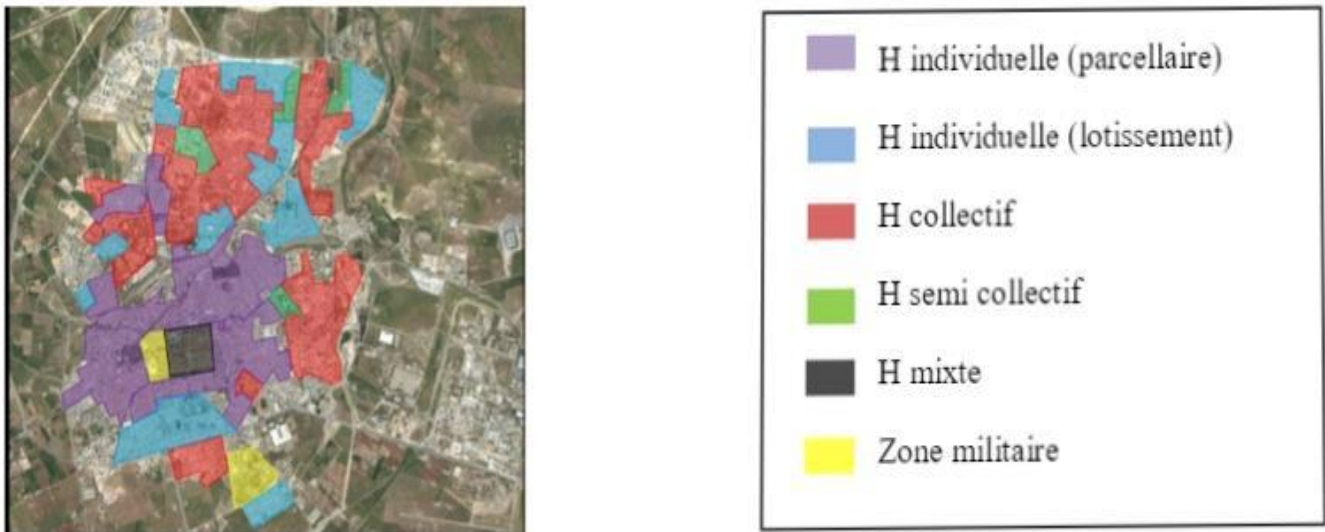 H individuelle (parcellaire)
H individuelle (lotissement)
H collectif
H semi collectif
H mixte
Zone militaire